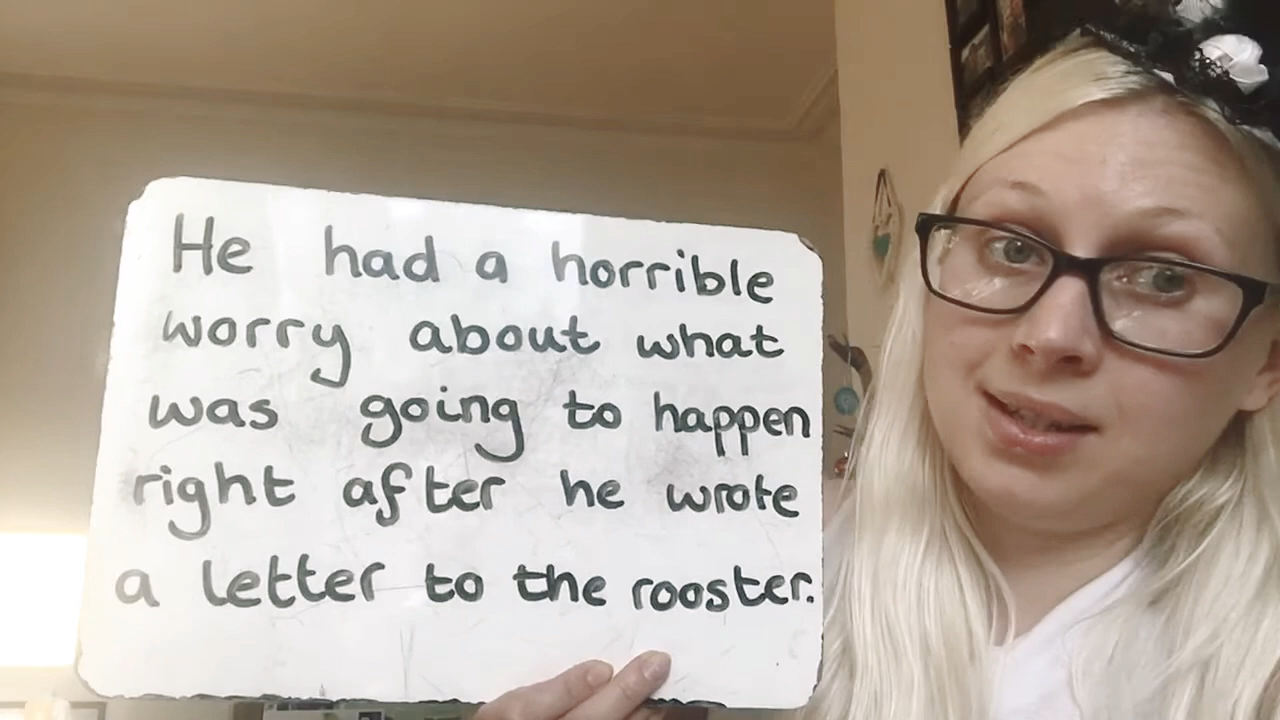 He had a horrible
worry about what
was going to happen
right after he wrote
a letter to the rooster.